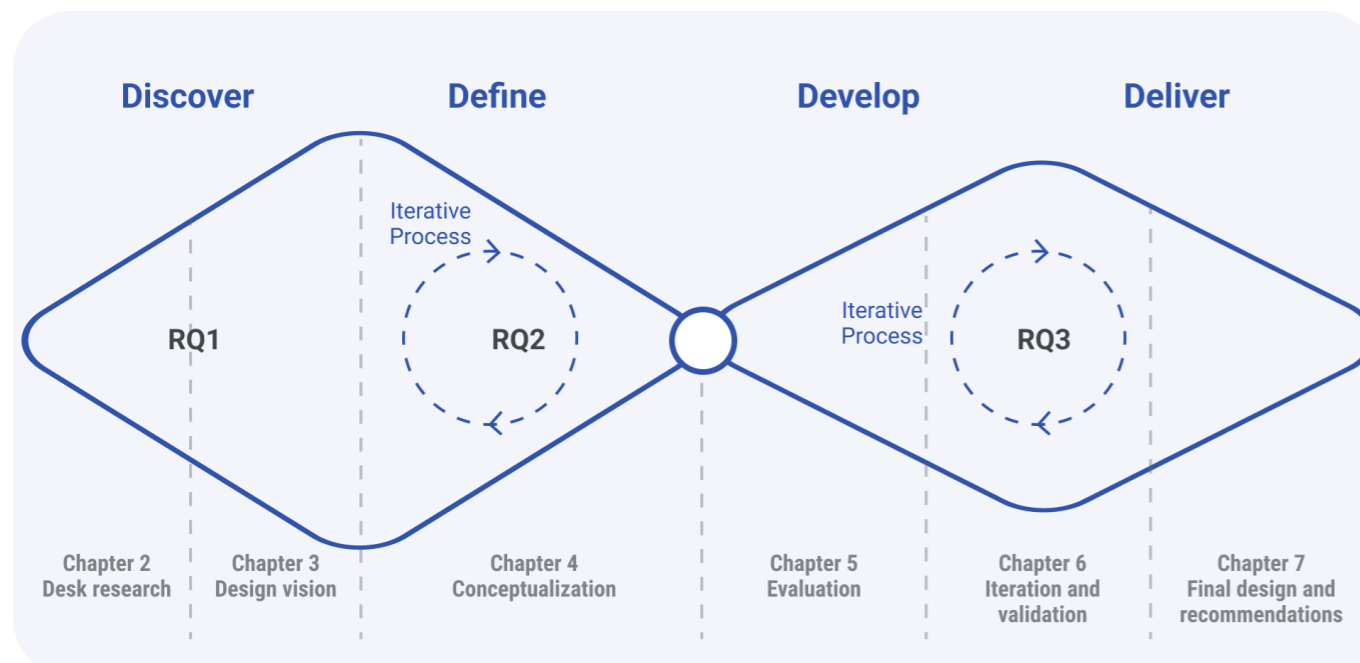 Discover
Define
Develop
Deliver
Iterative
Process
RQ1
RQ2
Iterative
Process
RQ3
Chapter 2
Desk research
Chapter 3
Design vision
Chapter 4
Conceptualization
Chapter 5
Evaluation
Chapter 6
Iteration and
validation
Chapter 7
Final design and
recommendations